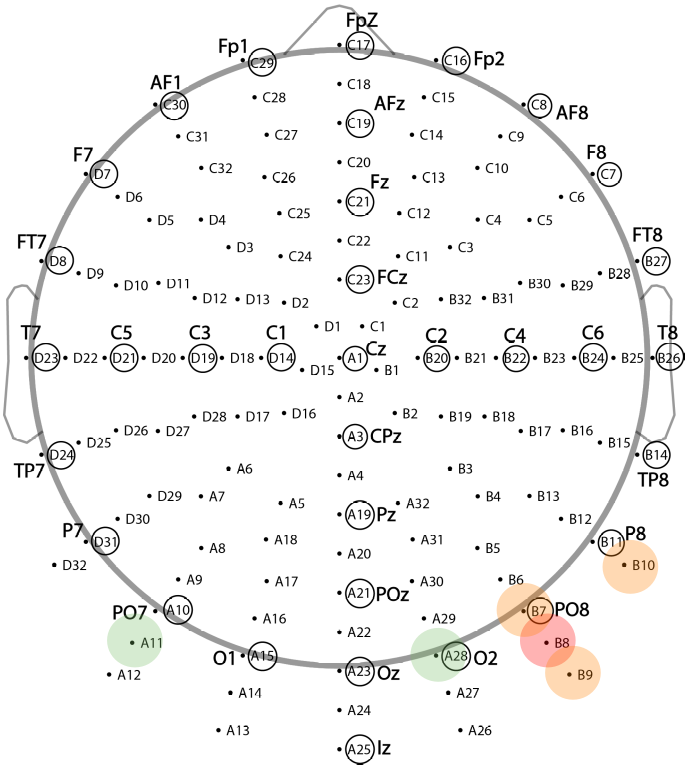 FpZ
Fp1 C17 Fp2
C29 C16
AF1 C18 AF8
C30 C28 C15 C8
AFz
C19
C31 C27 C14 C9
F7 C20 F8
D7 C32 C26 C13 C10 C7
Fz
D6 C21 C6
D5 D4 C25 C12 C4 C5
FT7 D3 C22 C3 FT8
D8 C24 C11 B27
D9 FCz B28
D10 D11 C23 B30 B29
D12 D13 D2 C2 B32 B31
D1 C1
T7 C5 C3 C1 Cz C2 C4 C6 T8
D23 D22 D21 D20 D19 D18 D14 A1 B20 B21 B22 B23 B24 B25 B26
D15 B1
A2
D28 D17 D16 B2 B19 B18
D26 D27 A3 CPz B17 B16
D25 B15
D24 B14
TP7 A6 A4 B3 TP8
D29 A7 A5 A32 B4 B13
P7 D30 A19 Pz B12 P8
D31 A18 A31 B11
D32 A8 A20 B5 B10
A9 A17 A30 B6
A21 POz
PO7 A10 A16 A29 B7 PO8
A11 A22 B8
O1 A15 A28 O2
A12 A23 Oz B9
A14 A27
A24
A13 A26
A25 Iz